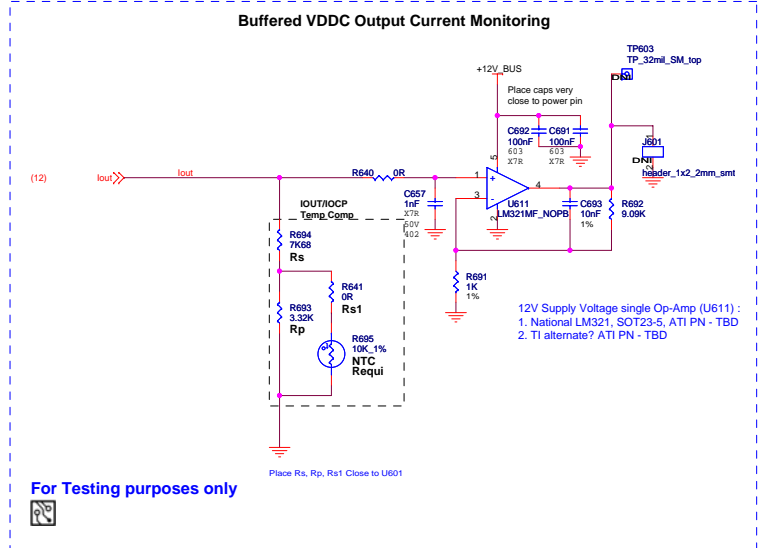 Buffered VDDC Output Current Monitoring
TP603
TP_32mil_SM_top
DNI
+12V_BUS
Place caps very
close to power pin
C692 C691
100nF 100nF
603 603
X7R X7R
J601
DNI
header_1x2_2mm_smt
1
2
(12)
Iout
Iout
R640 0R
C657
1nF
X7R
50V
402
1
3
5
2
4
+
-
U611
LM321MF_NOPB
C693
10nF
1%
R692
9.09K
IOUT/IOCP
Temp Comp
R694
7K68
Rs
R641
0R
Rs1
R693
3.32K
Rp
R695
10K_1%
NTC
Requi
R691
1K
1%
12V Supply Voltage single Op-Amp (U611) :
1. National LM321, SOT23-5, ATI PN - TBD
2. TI alternate? ATI PN - TBD
Place Rs, Rp, Rs1 Close to U601
For Testing purposes only